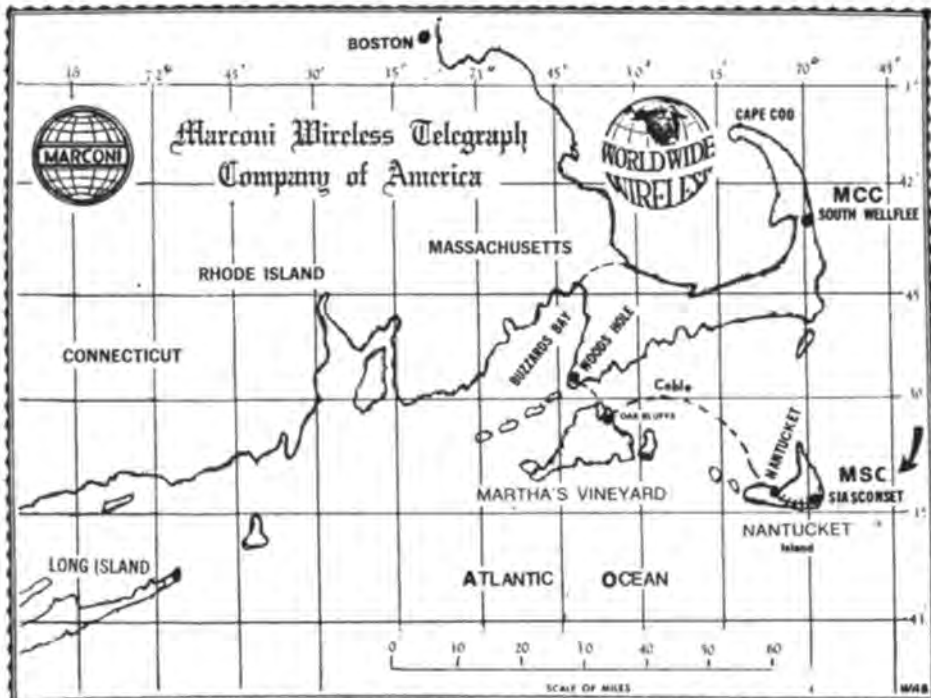 BOSTON
30 72° 45' 30' 15' 71° 45' 30' 15' 70° 45'
MARCONI
Marconi Wireless Telegraph
Company of America
WORLD WIDE
WIRELESS
CAPE COD
MCC
SOUTH WELLFLEE
42°
MASSACHUSETTS
RHODE ISLAND
45'
CONNECTICUT
BUZZARDS BAY
WOODS HOLE
Cable
30
OAK BLUFFS
NANTUCKET
MSC
SIASCONSET
MARTHA'S VINEYARD
15
NANTUCKET
Island
LONG ISLAND
ATLANTIC OCEAN
0 10 20 30 40 50 60
SCALE OF MILES